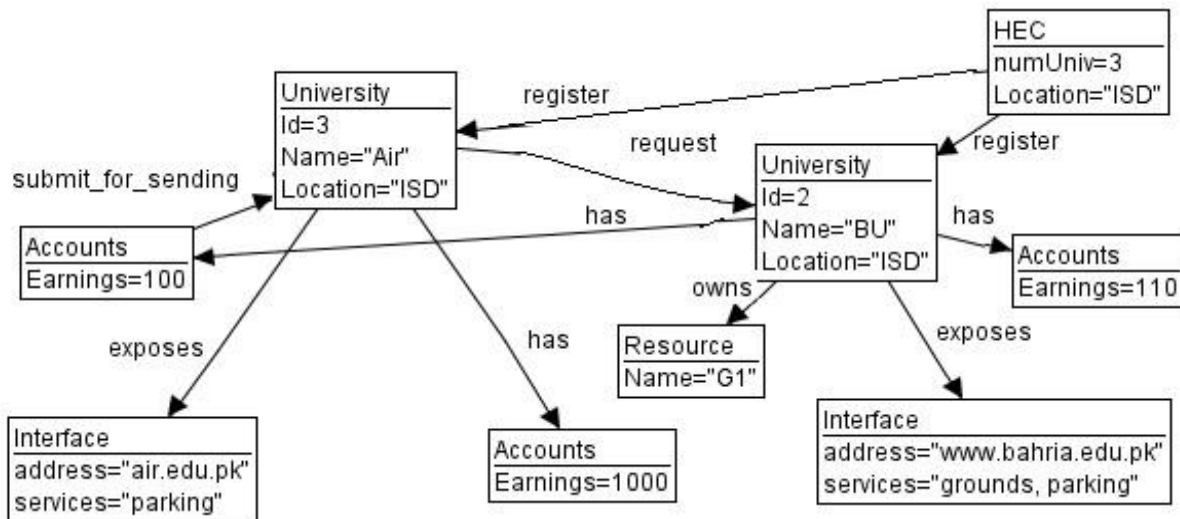 HEC
numUniv=3
Location="ISD"
University
Id=3
Name="Air"
Location="ISD"
register
request
register
University
Id=2
Name="BU"
Location="ISD"
submit_for_sending
has
has
Accounts
Earnings=100
Accounts
Earnings=110
owns
exposes
has
exposes
Resource
Name="G1"
Interface
address="air.edu.pk"
services="parking"
Accounts
Earnings=1000
Interface
address="www.bahria.edu.pk"
services="grounds, parking"